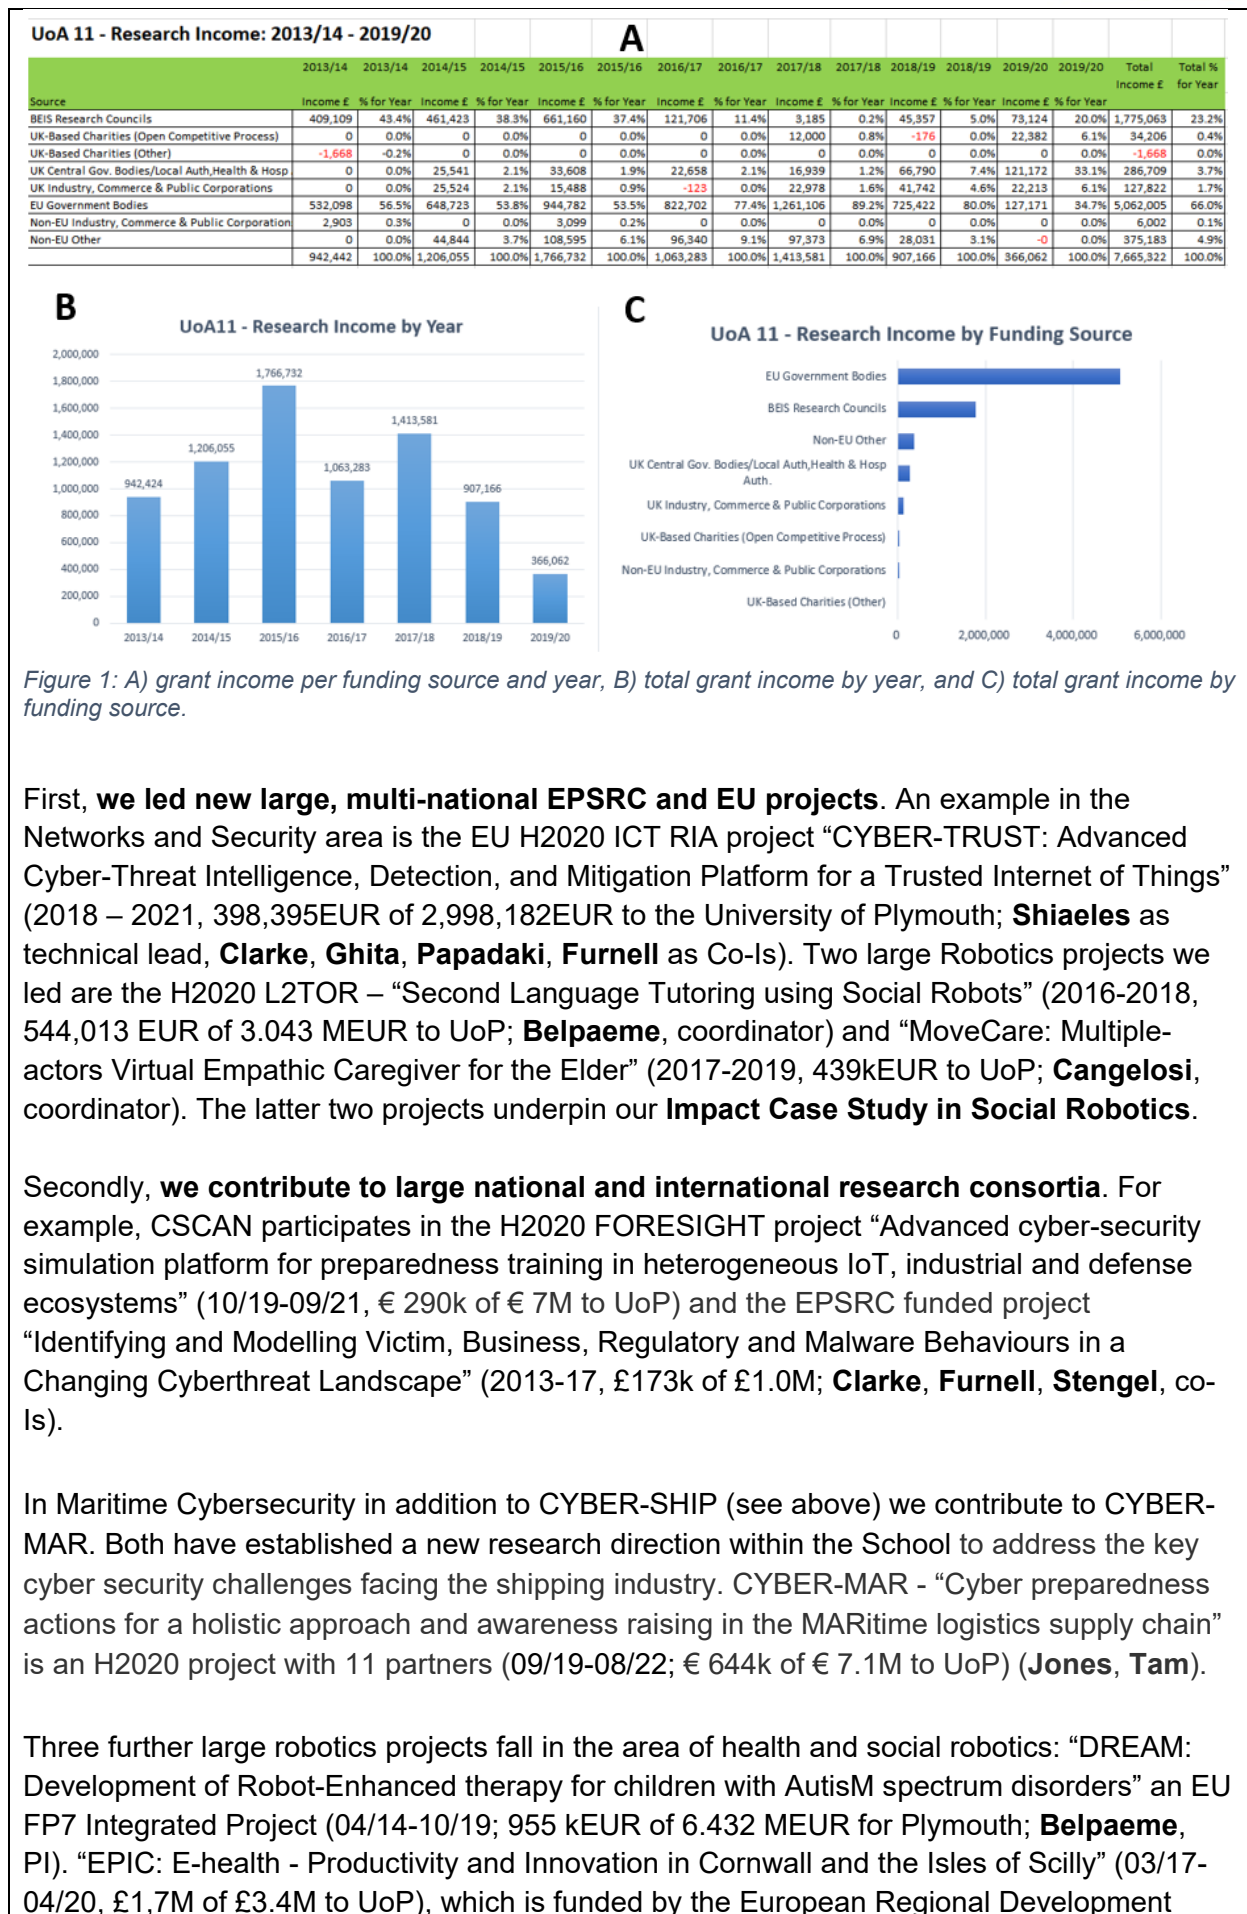 UoA 11 - Research Income: 2013/14 - 2019/20
A
2013/14 2013/14 2014/15 2014/15 2015/16 2015/16 2016/17 2016/17 2017/18 2017/18 2018/19 2018/19 2019/20 2019/20 Total Total %
Income £ for Year
Source Income £ % for Year Income £ % for Year Income £ % for Year Income £ % for Year Income £ % for Year Income £ % for Year Income £ % for Year
BEIS Research Councils 409,109 43.4% 461,423 38.3% 661,160 37.4% 121,706 11.4% 3,185 0.2% 45,357 5.0% 73,124 20.0% 1,775,063 23.2%
UK-Based Charities (Open Competitive Process) 0 0.0% 0 0.0% 0 0.0% 0 0.0% 12,000 0.8% -176 0.0% 22,382 6.1% 34,206 0.4%
UK-Based Charities (Other) -1,668 -0.2% 0 0.0% 0 0.0% 0 0.0% 0 0.0% 0 0.0% 0 0.0% -1,668 0.0%
UK Central Gov. Bodies/Local Auth,Health & Hosp 0 0.0% 25,541 2.1% 33,608 1.9% 22,658 2.1% 16,939 1.2% 66,790 7.4% 121,172 33.1% 286,709 3.7%
UK Industry, Commerce & Public Corporations 0 0.0% 25,524 2.1% 15,488 0.9% -123 0.0% 22,978 1.6% 41,742 4.6% 22,213 6.1% 127,822 1.7%
EU Government Bodies 532,098 56.5% 648,723 53.8% 944,782 53.5% 822,702 77.4% 1,261,106 89.2% 725,422 80.0% 127,171 34.7% 5,062,005 66.0%
Non-EU Industry, Commerce & Public Corporation 2,903 0.3% 0 0.0% 3,099 0.2% 0 0.0% 0 0.0% 0 0.0% 0 0.0% 6,002 0.1%
Non-EU Other 0 0.0% 44,844 3.7% 108,595 6.1% 96,340 9.1% 97,373 6.9% 28,031 3.1% -0 0.0% 375,183 4.9%
942,442 100.0% 1,206,055 100.0% 1,766,732 100.0% 1,063,283 100.0% 1,413,581 100.0% 907,166 100.0% 366,062 100.0% 7,665,322 100.0%
B
UoA11 - Research Income by Year
2,000,000
1,800,000
1,600,000
1,400,000
1,200,000
1,000,000
800,000
600,000
400,000
200,000
0
942,424
1,206,055
1,766,732
1,063,283
1,413,581
907,166
366,062
2013/14 2014/15 2015/16 2016/17 2017/18 2018/19 2019/20
C
UoA 11 - Research Income by Funding Source
EU Government Bodies
BEIS Research Councils
Non-EU Other
UK Central Gov. Bodies/Local Auth,Health & Hosp
Auth.
UK Industry, Commerce & Public Corporations
UK-Based Charities (Open Competitive Process)
Non-EU Industry, Commerce & Public Corporations
UK-Based Charities (Other)
0 2,000,000 4,000,000 6,000,000
Figure 1: A) grant income per funding source and year, B) total grant income by year, and C) total grant income by
funding source.
First, we led new large, multi-national EPSRC and EU projects. An example in the
Networks and Security area is the EU H2020 ICT RIA project “CYBER-TRUST: Advanced
Cyber-Threat Intelligence, Detection, and Mitigation Platform for a Trusted Internet of Things”
(2018 – 2021, 398,395EUR of 2,998,182EUR to the University of Plymouth; Shiaeles as
technical lead, Clarke, Ghita, Papadaki, Furnell as Co-Is). Two large Robotics projects we
led are the H2020 L2TOR – “Second Language Tutoring using Social Robots” (2016-2018,
544,013 EUR of 3.043 MEUR to UoP; Belpaeme, coordinator) and “MoveCare: Multiple-
actors Virtual Empathic Caregiver for the Elder” (2017-2019, 439kEUR to UoP; Cangelosi,
coordinator). The latter two projects underpin our Impact Case Study in Social Robotics.
Secondly, we contribute to large national and international research consortia. For
example, CSCAN participates in the H2020 FORESIGHT project “Advanced cyber-security
simulation platform for preparedness training in heterogeneous IoT, industrial and defense
ecosystems” (10/19-09/21, € 290k of € 7M to UoP) and the EPSRC funded project
“Identifying and Modelling Victim, Business, Regulatory and Malware Behaviours in a
Changing Cyberthreat Landscape” (2013-17, £173k of £1.0M; Clarke, Furnell, Stengel, co-
Is).
In Maritime Cybersecurity in addition to CYBER-SHIP (see above) we contribute to CYBER-
MAR. Both have established a new research direction within the School to address the key
cyber security challenges facing the shipping industry. CYBER-MAR - “Cyber preparedness
actions for a holistic approach and awareness raising in the MARitime logistics supply chain”
is an H2020 project with 11 partners (09/19-08/22; € 644k of € 7.1M to UoP) (Jones, Tam).
Three further large robotics projects fall in the area of health and social robotics: “DREAM:
Development of Robot-Enhanced therapy for children with AutisM spectrum disorders” an EU
FP7 Integrated Project (04/14-10/19; 955 kEUR of 6.432 MEUR for Plymouth; Belpaeme,
PI). “EPIC: E-health - Productivity and Innovation in Cornwall and the Isles of Scilly” (03/17-
04/20, £1,7M of £3.4M to UoP), which is funded by the European Regional Development